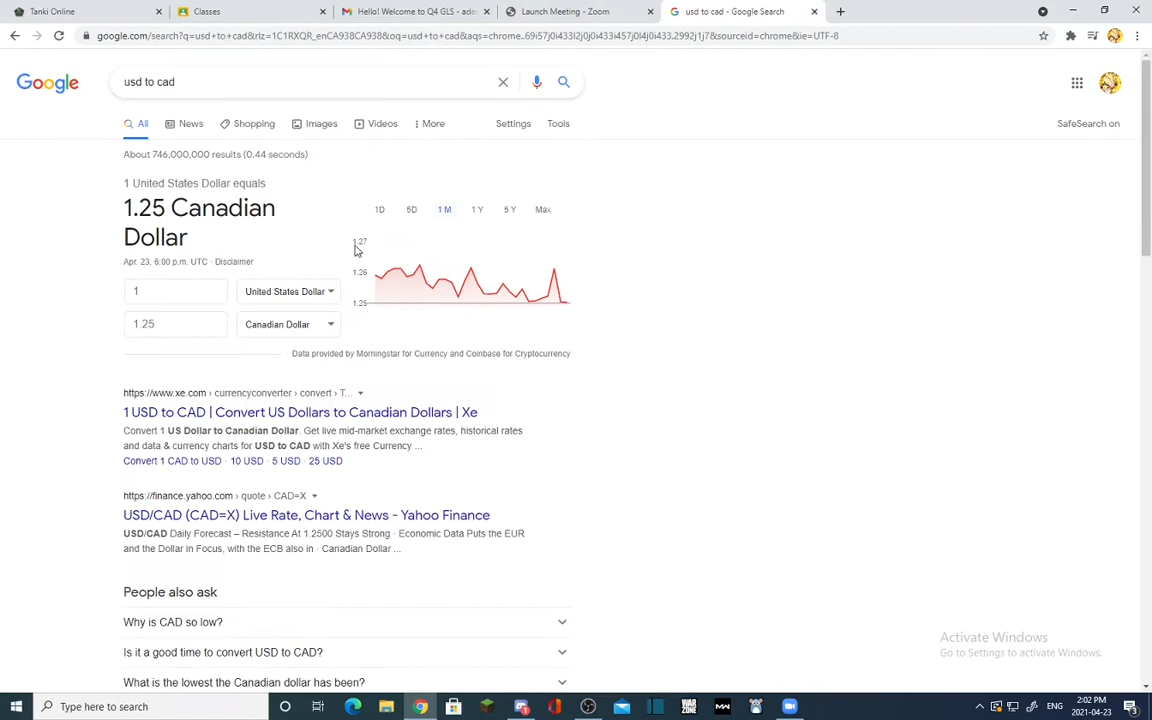 Tanki Online
Classes
Hello! Welcome to Q4 GLS - ade
Launch Meeting - Zoom
usd to cad - Google Search
google.com/search?q=usd+to+cad&rlz=1C1RXQR_enCA938CA938&oq=usd+to+cad&aqs=chrome..69i57j0i433l2j0j0i433i457j0l4j0i433.2992j1j7&sourceid=chrome&ie=UTF-8
Google
usd to cad
All
News
Shopping
Images
Videos
More
Settings
Tools
SafeSearch on
About 746,000,000 results (0.44 seconds)
1 United States Dollar equals
1.25 Canadian
Dollar
Apr. 23, 6:00 p.m. UTC · Disclaimer
1
United States Dollar
1.25
Canadian Dollar
1D
5D
1 M
1 Y
5 Y
Max
1.27
1.26
1.25
Data provided by Morningstar for Currency and Coinbase for Cryptocurrency
https://www.xe.com › currencyconverter › convert › T...
1 USD to CAD | Convert US Dollars to Canadian Dollars | Xe
Convert 1 US Dollar to Canadian Dollar. Get live mid-market exchange rates, historical rates
and data & currency charts for USD to CAD with Xe's free Currency ...
Convert 1 CAD to USD · 10 USD · 5 USD · 25 USD
https://finance.yahoo.com › quote › CAD=X
USD/CAD (CAD=X) Live Rate, Chart & News - Yahoo Finance
USD/CAD Daily Forecast – Resistance At 1.2500 Stays Strong · Economic Data Puts the EUR
and the Dollar in Focus, with the ECB also in · Canadian Dollar ...
People also ask
Why is CAD so low?
Is it a good time to convert USD to CAD?
What is the lowest the Canadian dollar has been?
Activate Windows
Go to Settings to activate Windows.
Type here to search
WAR
ZONE
MW
ENG
2:02 PM
2021-04-23
3